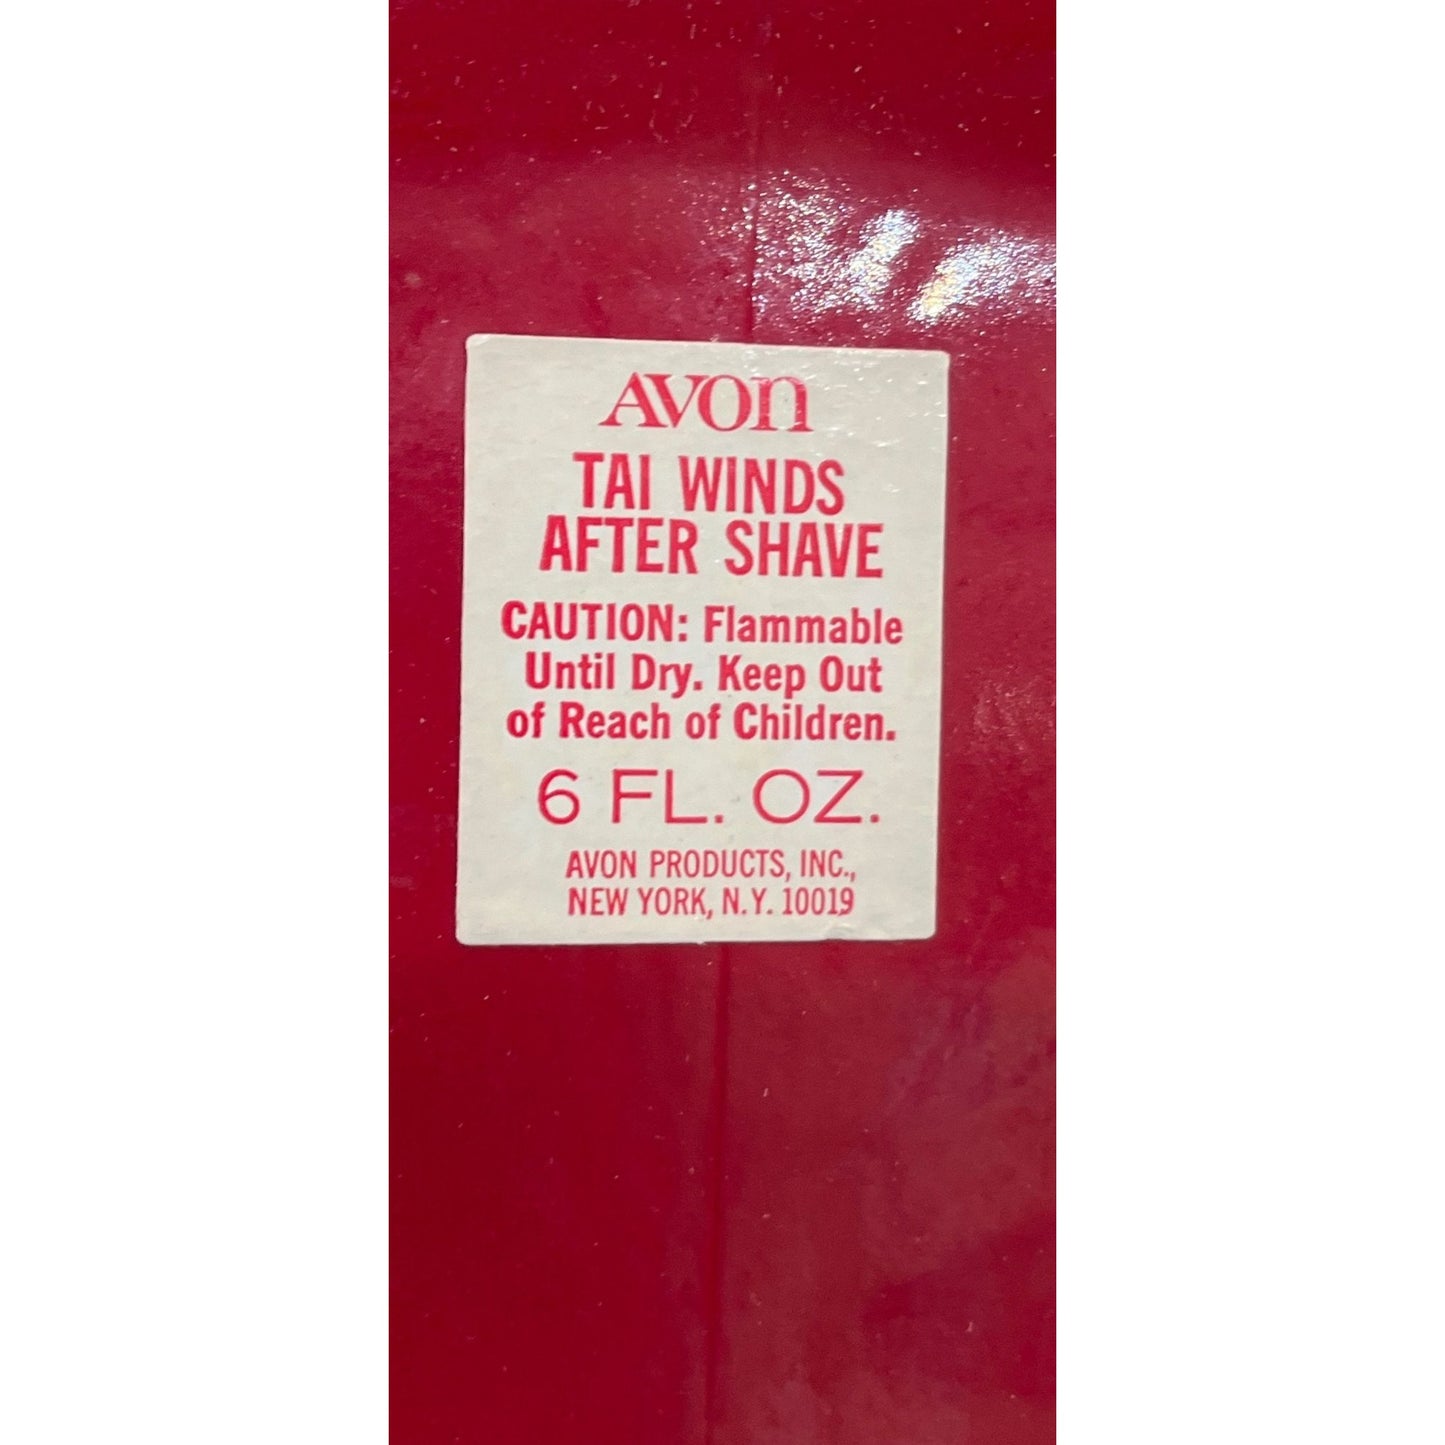 AVON
TAI WINDS
AFTER SHAVE
CAUTION: Flammable
Until Dry. Keep Out
of Reach of Children.
6 FL. OZ.
AVON PRODUCTS, INC.,
NEW YORK, N.Y. 10019